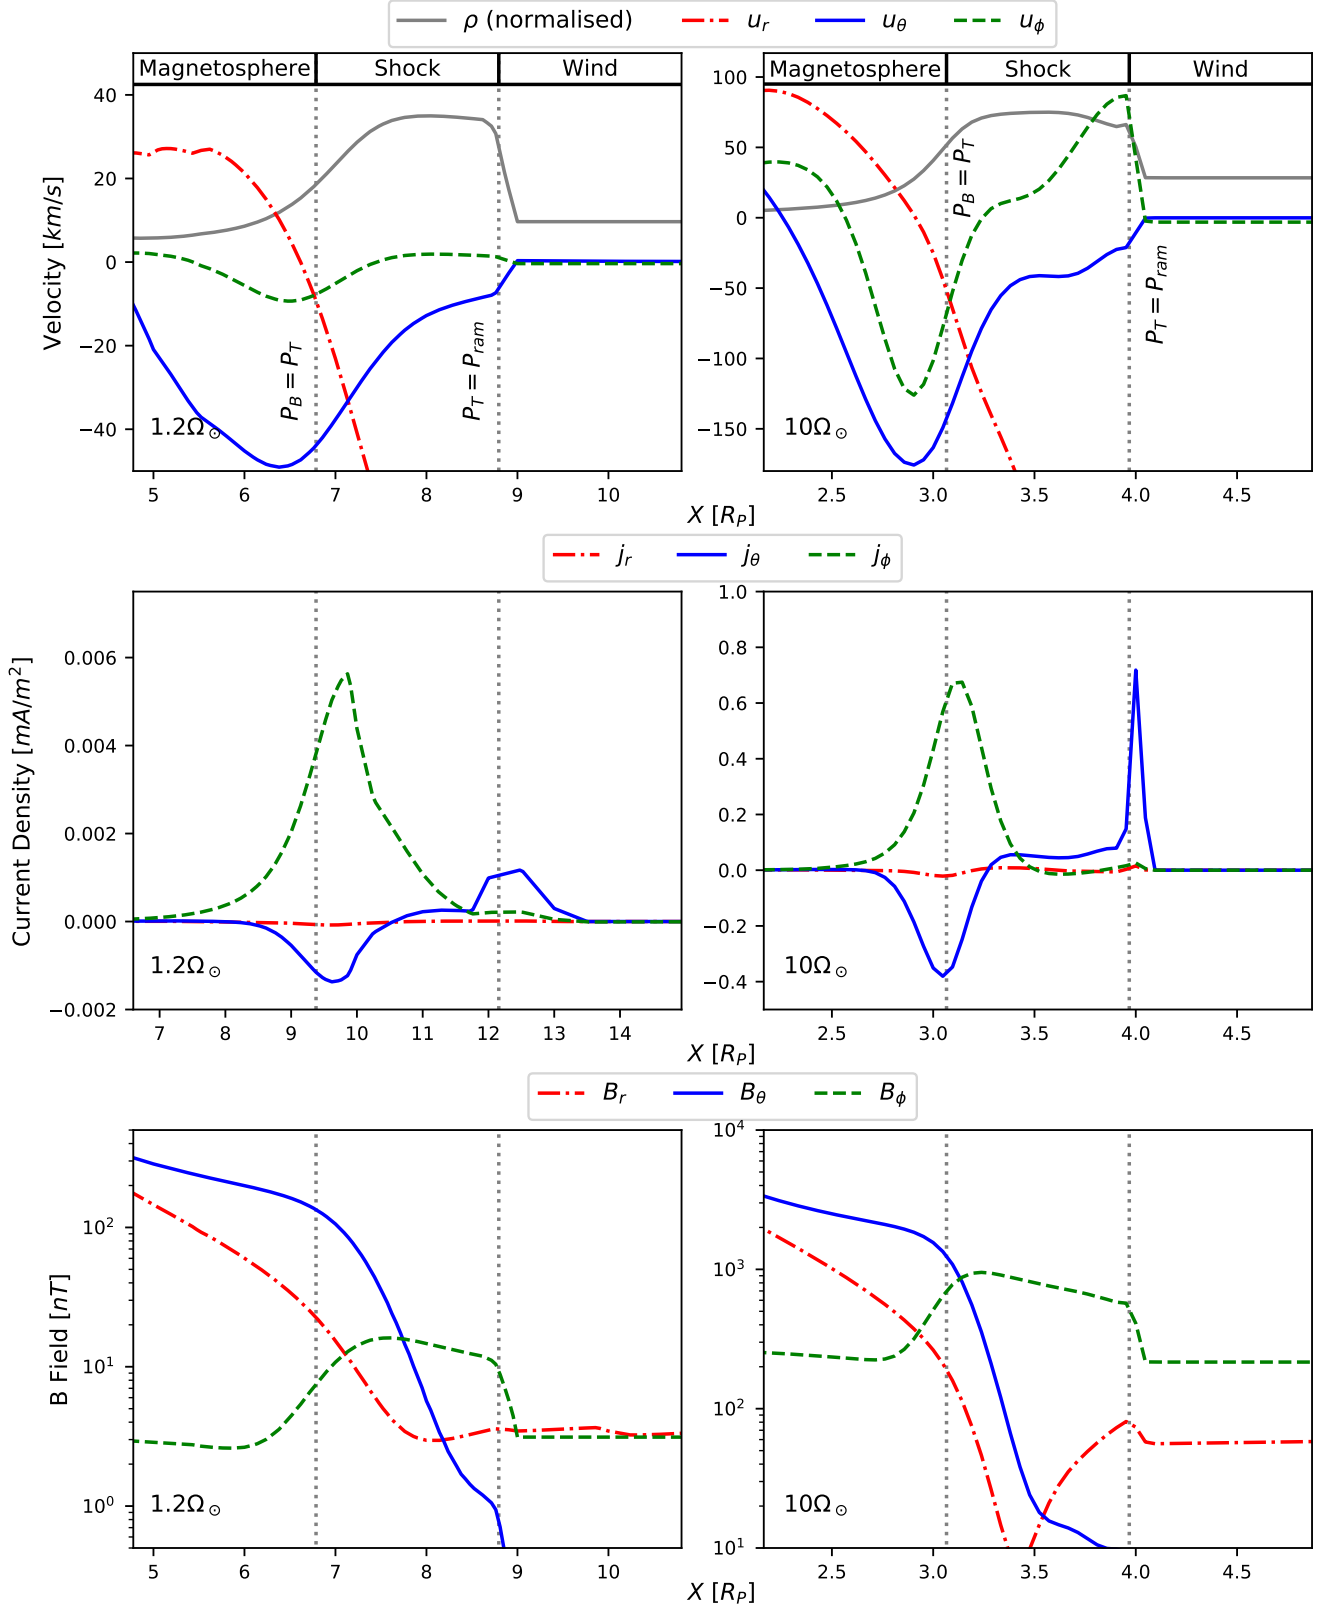 ρ (normalised) u_r u_θ u_ϕ
Magnetosphere Shock Wind
Magnetosphere Shock Wind
Velocity [km/s]
40
20
0
−20
−40
P_B = P_T
P_T = P_ram
1.2Ω_⊙
5 6 7 8 9 10
100
50
0
−50
−100
−150
P_B = P_T
P_T = P_ram
10Ω_⊙
2.5 3.0 3.5 4.0 4.5
X [R_P]
j_r j_θ j_ϕ
Current Density [mA/m²]
0.006
0.004
0.002
0.000
−0.002
1.2Ω_⊙
7 8 9 10 11 12 13 14
1.0
0.8
0.6
0.4
0.2
0.0
−0.2
−0.4
10Ω_⊙
2.5 3.0 3.5 4.0 4.5
X [R_P]
B_r B_θ B_ϕ
B Field [nT]
10²
10¹
10⁰
1.2Ω_⊙
5 6 7 8 9 10
10⁴
10³
10²
10¹
10Ω_⊙
2.5 3.0 3.5 4.0 4.5
X [R_P]